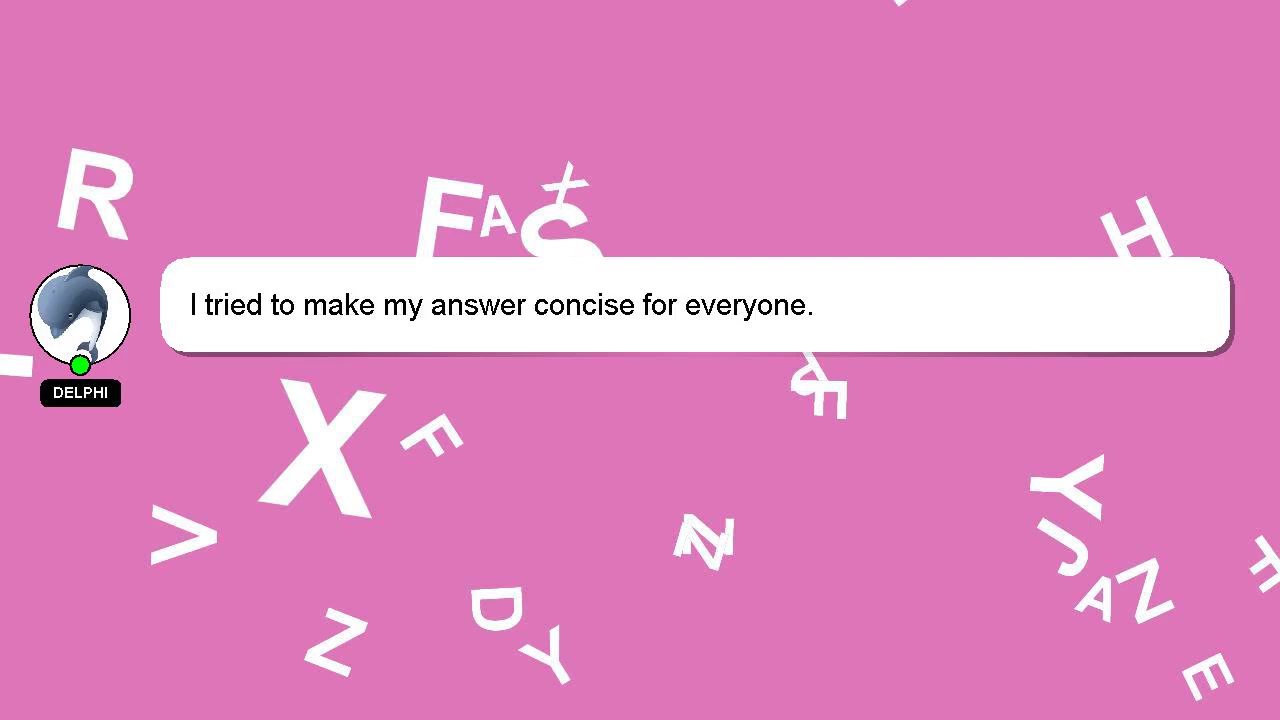 I tried to make my answer concise for everyone.
DELPHI
R
F
A
X
S
H
X
F
R
F
Y
V
N
Z
J
A
Z
F
D
Y
Z
E